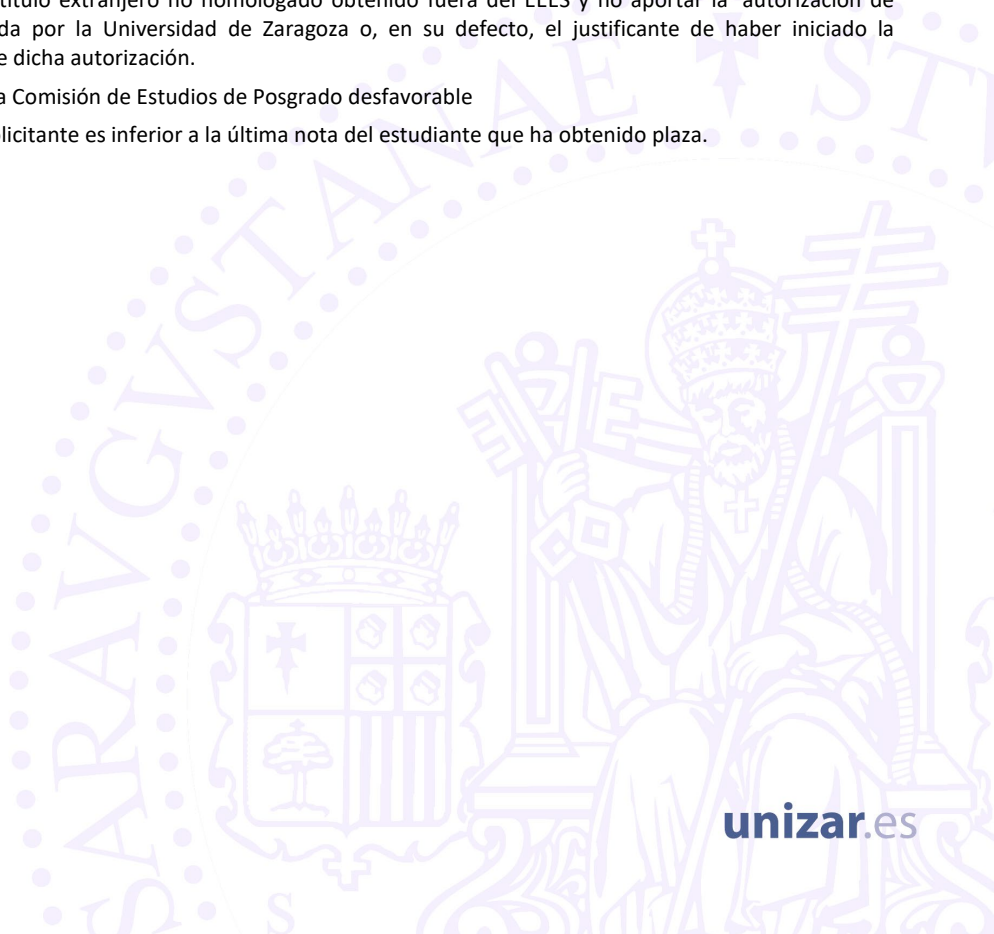 título extranjero no homologado obtenido fuera del EEES y no aportar la autorización de
da por la Universidad de Zaragoza o, en su defecto, el justificante de haber iniciado la
e dicha autorización.
a Comisión de Estudios de Posgrado desfavorable
licitante es inferior a la última nota del estudiante que ha obtenido plaza.
SARAVGVSTANAE STV
S
unizar.es